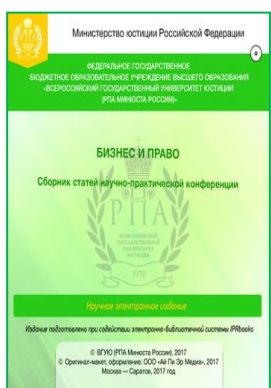 Министерство юстиции Российской Федерации
ФЕДЕРАЛЬНОЕ ГОСУДАРСТВЕННОЕ
БЮДЖЕТНОЕ ОБРАЗОВАТЕЛЬНОЕ УЧРЕЖДЕНИЕ ВЫСШЕГО ОБРАЗОВАНИЯ
«ВСЕРОССИЙСКИЙ ГОСУДАРСТВЕННЫЙ УНИВЕРСИТЕТ ЮСТИЦИИ
(РПА МИНЮСТА РОССИИ)»
БИЗНЕС И ПРАВО
Сборник статей научно-практической конференции
РПА
1970
Научное электронное издание
Издание подготовлено при содействии электронно-библиотечной системы IPRbooks
© ВГУЮ (РПА Минюста России), 2017
© Оригинал-макет, оформление. ООО «Ай Пи Эр Медиа», 2017
Москва — Саратов, 2017 год